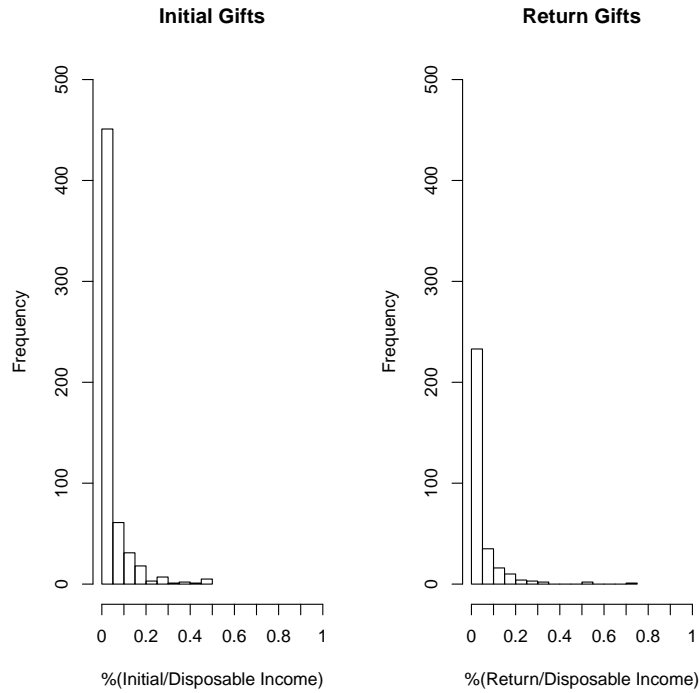 Initial Gifts
Frequency
500
400
300
200
100
0
0 0.2 0.4 0.6 0.8 1
%(Initial/Disposable Income)
Return Gifts
Frequency
500
400
300
200
100
0
0 0.2 0.4 0.6 0.8 1
%(Return/Disposable Income)